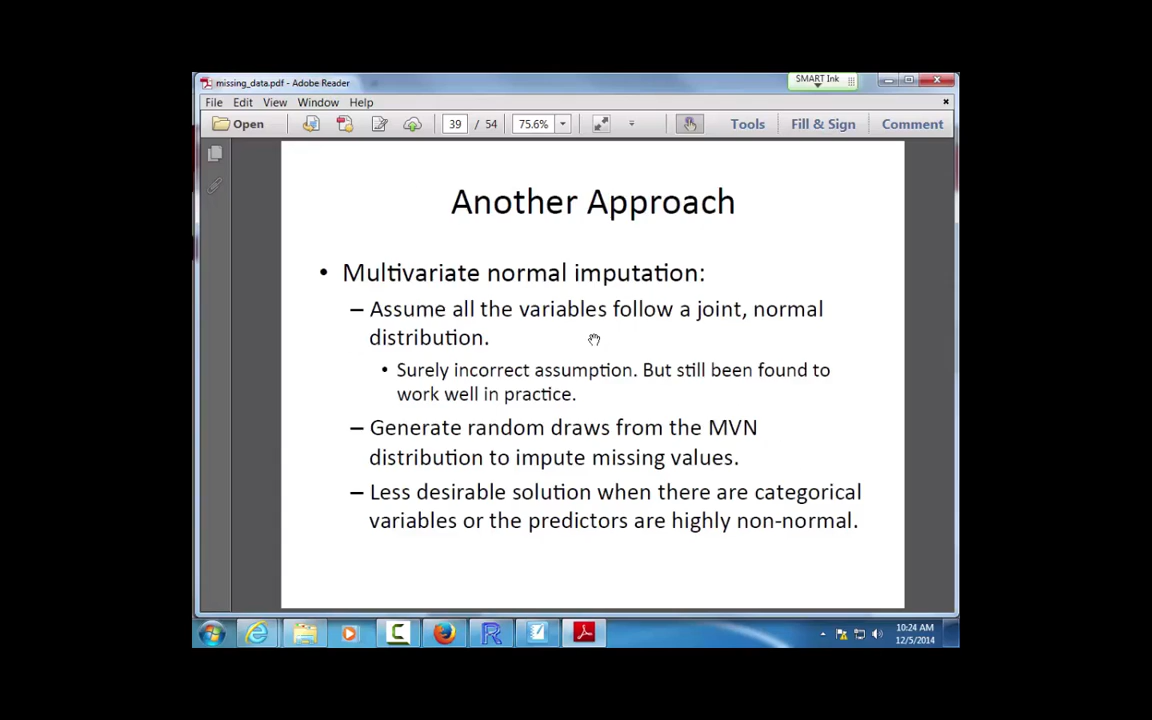 missing_data.pdf - Adobe Reader
SMART Ink
File Edit View Window Help
Open 39 / 54 75.6% Tools Fill & Sign Comment
Another Approach
• Multivariate normal imputation:
– Assume all the variables follow a joint, normal
distribution.
• Surely incorrect assumption. But still been found to
work well in practice.
– Generate random draws from the MVN
distribution to impute missing values.
– Less desirable solution when there are categorical
variables or the predictors are highly non-normal.
10:24 AM
12/5/2014